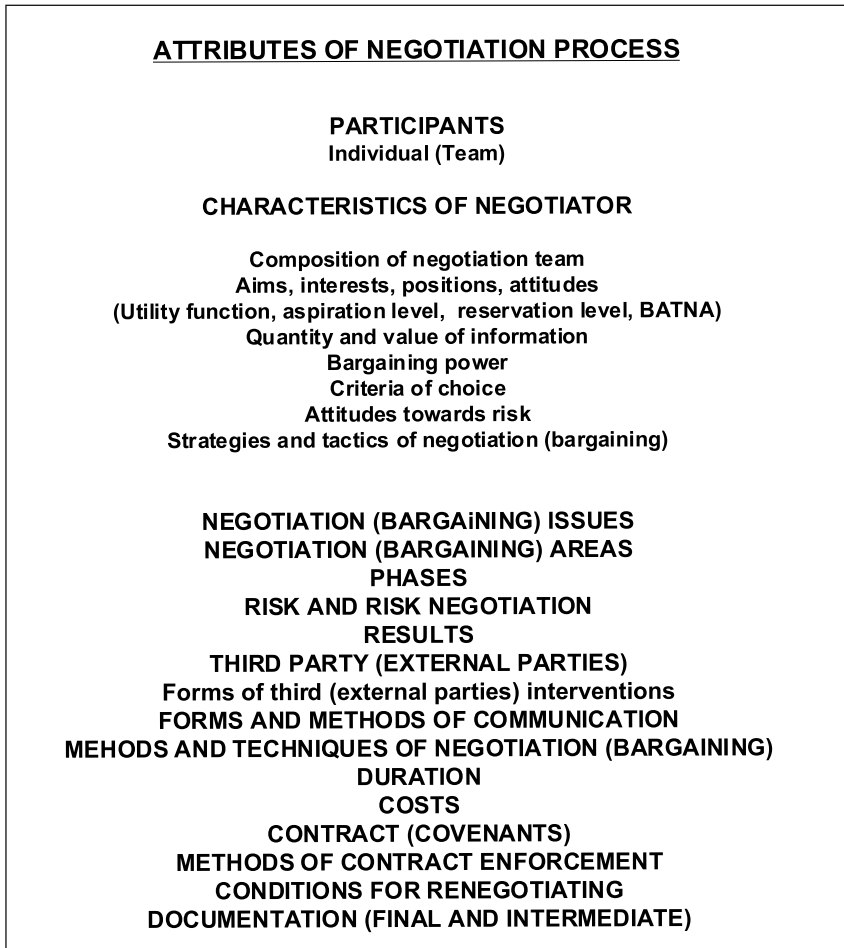 ATTRIBUTES OF NEGOTIATION PROCESS
PARTICIPANTS
Individual (Team)
CHARACTERISTICS OF NEGOTIATOR
Composition of negotiation team
Aims, interests, positions, attitudes
(Utility function, aspiration level, reservation level, BATNA)
Quantity and value of information
Bargaining power
Criteria of choice
Attitudes towards risk
Strategies and tactics of negotiation (bargaining)
NEGOTIATION (BARGAiNING) ISSUES
NEGOTIATION (BARGAINING) AREAS
PHASES
RISK AND RISK NEGOTIATION
RESULTS
THIRD PARTY (EXTERNAL PARTIES)
Forms of third (external parties) interventions
FORMS AND METHODS OF COMMUNICATION
MEHODS AND TECHNIQUES OF NEGOTIATION (BARGAINING)
DURATION
COSTS
CONTRACT (COVENANTS)
METHODS OF CONTRACT ENFORCEMENT
CONDITIONS FOR RENEGOTIATING
DOCUMENTATION (FINAL AND INTERMEDIATE)